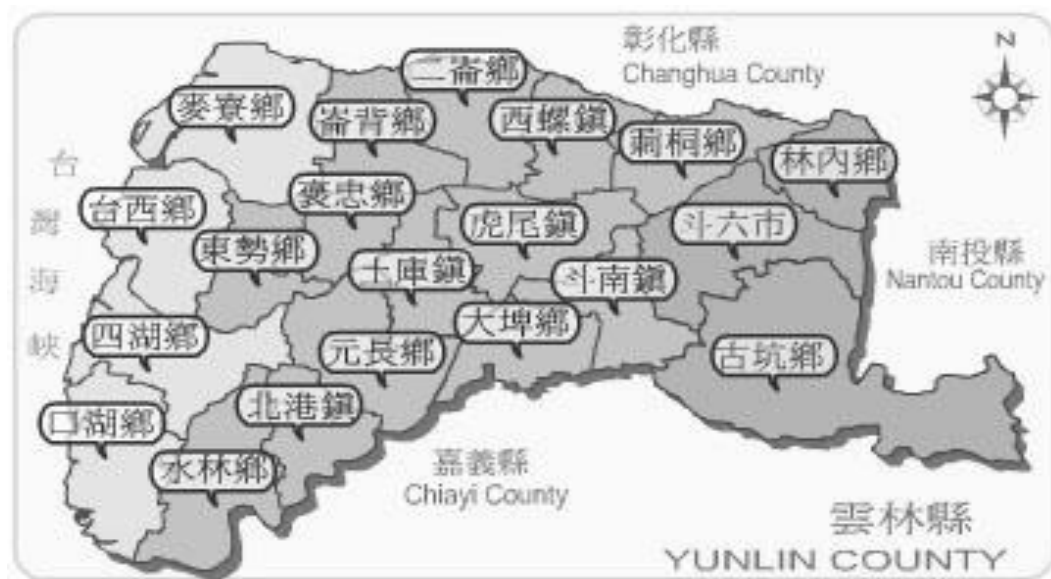 彰化縣
Changhua County
N
二崙鄉
麥寮鄉
崙背鄉
西螺鎮
莿桐鄉
林內鄉
台灣海峽
台西鄉
褒忠鄉
虎尾鎮
斗六市
東勢鄉
土庫鎮
斗南鎮
南投縣
Nantou County
四湖鄉
元長鄉
大埤鄉
古坑鄉
口湖鄉
北港鎮
水林鄉
嘉義縣
Chiayi County
雲林縣
YUNLIN COUNTY